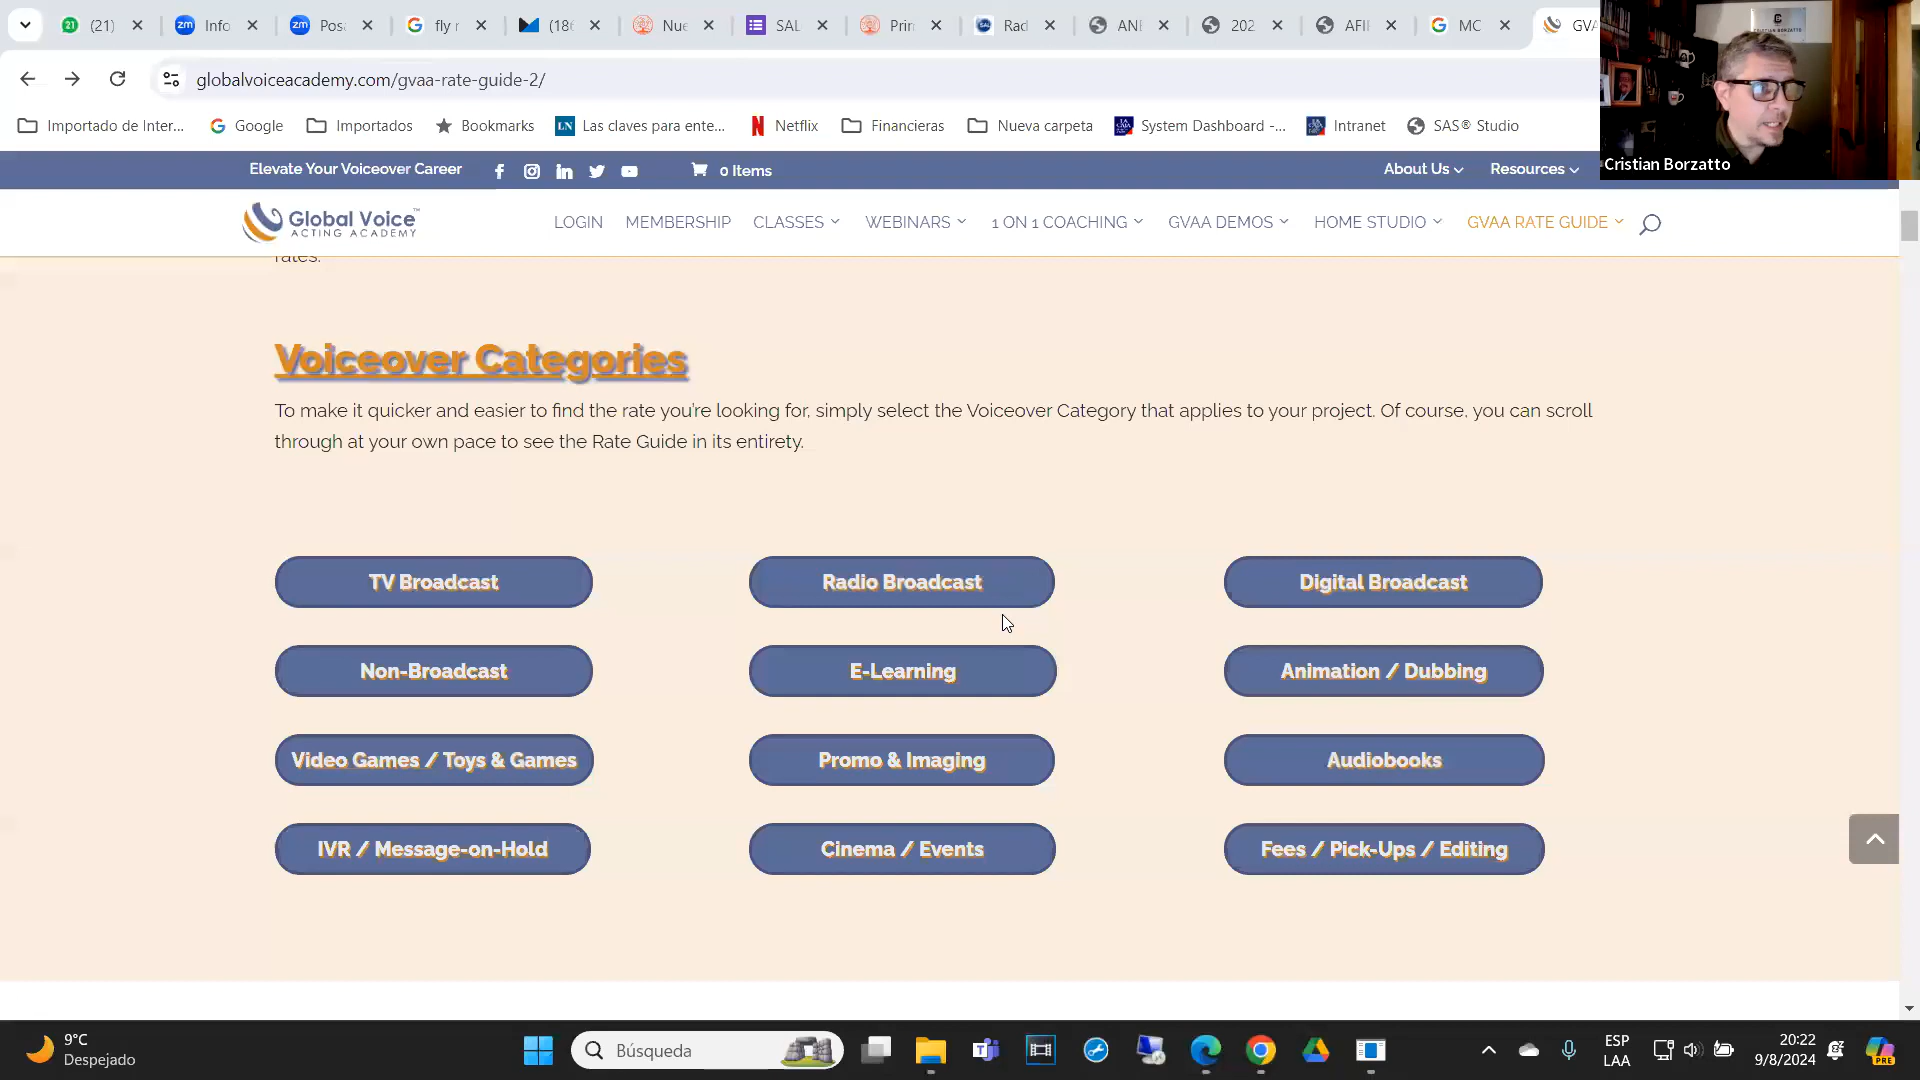 (21)
Info
Pos
fly r
(186
Nue
SAL
Prin
Rad
ANE
202
AFIF
MC
GVA
globalvoiceacademy.com/gvaa-rate-guide-2/
Importado de Inter...
Google
Importados
Bookmarks
Las claves para ente...
Netflix
Financieras
Nueva carpeta
System Dashboard -...
Intranet
SAS® Studio
Cristian Borzatto
Elevate Your Voiceover Career
0 Items
About Us
Resources
Global Voice™
ACTING ACADEMY
LOGIN
MEMBERSHIP
CLASSES
WEBINARS
1 ON 1 COACHING
GVAA DEMOS
HOME STUDIO
GVAA RATE GUIDE
rates.
Voiceover Categories
To make it quicker and easier to find the rate you're looking for, simply select the Voiceover Category that applies to your project. Of course, you can scroll
through at your own pace to see the Rate Guide in its entirety.
TV Broadcast
Radio Broadcast
Digital Broadcast
Non-Broadcast
E-Learning
Animation / Dubbing
Video Games / Toys & Games
Promo & Imaging
Audiobooks
IVR / Message-on-Hold
Cinema / Events
Fees / Pick-Ups / Editing
9°C
Despejado
Búsqueda
ESP
LAA
20:22
9/8/2024
PRE